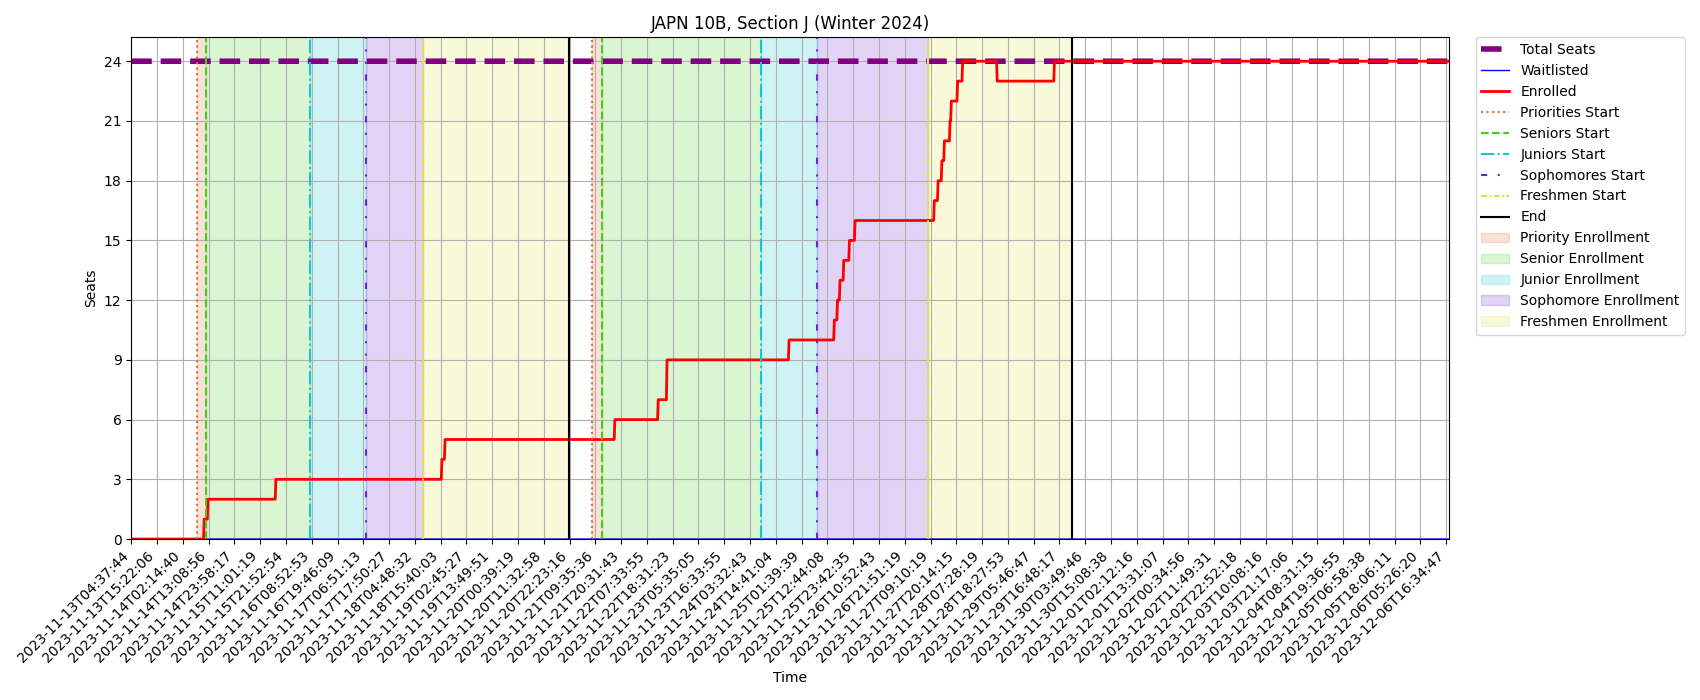 JAPN 10B, Section J (Winter 2024)
Total Seats
Waitlisted
Enrolled
Priorities Start
Seniors Start
Juniors Start
Sophomores Start
Freshmen Start
End
Priority Enrollment
Senior Enrollment
Junior Enrollment
Sophomore Enrollment
Freshmen Enrollment
Seats
24
21
18
15
12
9
6
3
0
2023-11-13T04:37:44
2023-11-13T15:22:06
2023-11-14T02:14:40
2023-11-14T13:08:56
2023-11-14T23:58:17
2023-11-15T11:01:19
2023-11-15T21:52:54
2023-11-16T08:52:53
2023-11-16T19:46:09
2023-11-17T06:51:13
2023-11-17T17:50:27
2023-11-18T04:48:32
2023-11-18T15:40:03
2023-11-19T02:45:27
2023-11-19T13:49:51
2023-11-20T00:39:19
2023-11-20T11:32:58
2023-11-20T22:23:16
2023-11-21T09:35:36
2023-11-21T20:31:43
2023-11-22T07:33:55
2023-11-22T18:31:23
2023-11-23T05:35:05
2023-11-23T16:33:55
2023-11-24T03:32:43
2023-11-24T14:41:04
2023-11-25T01:39:39
2023-11-25T12:44:08
2023-11-25T23:42:35
2023-11-26T10:52:43
2023-11-26T21:51:19
2023-11-27T09:10:19
2023-11-27T20:14:15
2023-11-28T07:28:19
2023-11-28T18:27:53
2023-11-29T05:46:47
2023-11-29T16:48:17
2023-11-30T03:49:46
2023-11-30T15:08:38
2023-12-01T02:12:16
2023-12-01T13:31:07
2023-12-02T00:34:56
2023-12-02T11:49:31
2023-12-02T22:52:18
2023-12-03T10:08:16
2023-12-03T21:17:06
2023-12-04T08:31:15
2023-12-04T19:36:55
2023-12-05T06:58:38
2023-12-05T18:06:11
2023-12-06T05:26:20
2023-12-06T16:34:47
Time